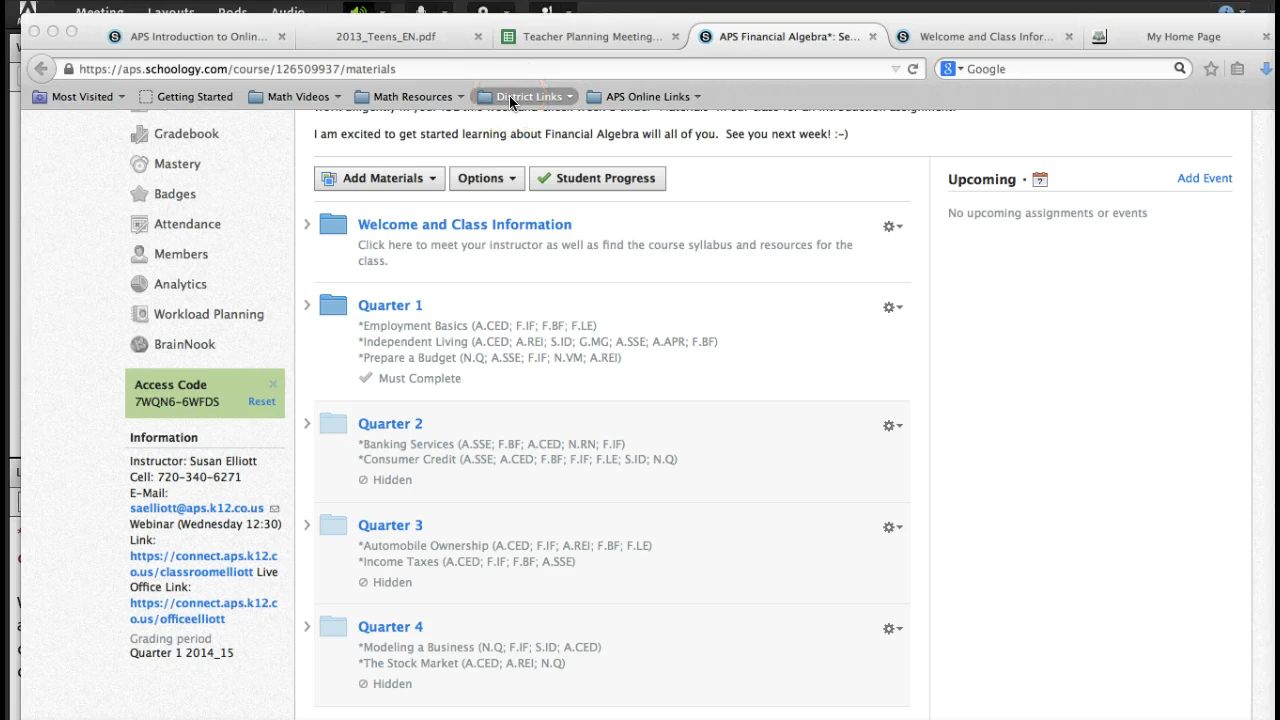 Meeting Layouts Pods Audio
APS Introduction to Onlin...
2013_Teens_EN.pdf
Teacher Planning Meeting...
APS Financial Algebra*: Se...
Welcome and Class Infor...
My Home Page
https://aps.schoology.com/course/126509937/materials
Google
Most Visited
Getting Started
Math Videos
Math Resources
District Links
APS Online Links
Gradebook
Mastery
Badges
Attendance
Members
Analytics
Workload Planning
BrainNook
Access Code
7WQN6-6WFDS Reset
Information
Instructor: Susan Elliott
Cell: 720-340-6271
E-Mail:
saelliott@aps.k12.co.us
Webinar (Wednesday 12:30)
Link:
https://connect.aps.k12.c
o.us/classroomelliott Live
Office Link:
https://connect.aps.k12.c
o.us/officeelliott
Grading period
Quarter 1 2014_15
I am excited to get started learning about Financial Algebra will all of you. See you next week! :-)
Add Materials
Options
Student Progress
Welcome and Class Information
Click here to meet your instructor as well as find the course syllabus and resources for the
class.
Quarter 1
*Employment Basics (A.CED; F.IF; F.BF; F.LE)
*Independent Living (A.CED; A.REI; S.ID; G.MG; A.SSE; A.APR; F.BF)
*Prepare a Budget (N.Q; A.SSE; F.IF; N.VM; A.REI)
Must Complete
Quarter 2
*Banking Services (A.SSE; F.BF; A.CED; N.RN; F.IF)
*Consumer Credit (A.SSE; A.CED; F.BF; F.IF; F.LE; S.ID; N.Q)
Hidden
Quarter 3
*Automobile Ownership (A.CED; F.IF; A.REI; F.BF; F.LE)
*Income Taxes (A.CED; F.IF; F.BF; A.SSE)
Hidden
Quarter 4
*Modeling a Business (N.Q; F.IF; S.ID; A.CED)
*The Stock Market (A.CED; A.REI; N.Q)
Hidden
Upcoming · Add Event
No upcoming assignments or events